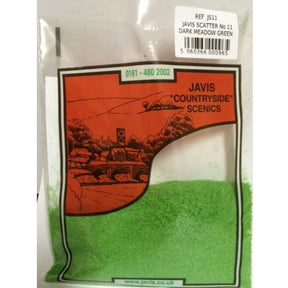 REF JS11
JAVIS SCATTER No 11
DARK MEADOW GREEN
5 060366 000965
0161 - 480 2002
JAVIS
"COUNTRYSIDE"
SCENICS
www.javis.co.uk